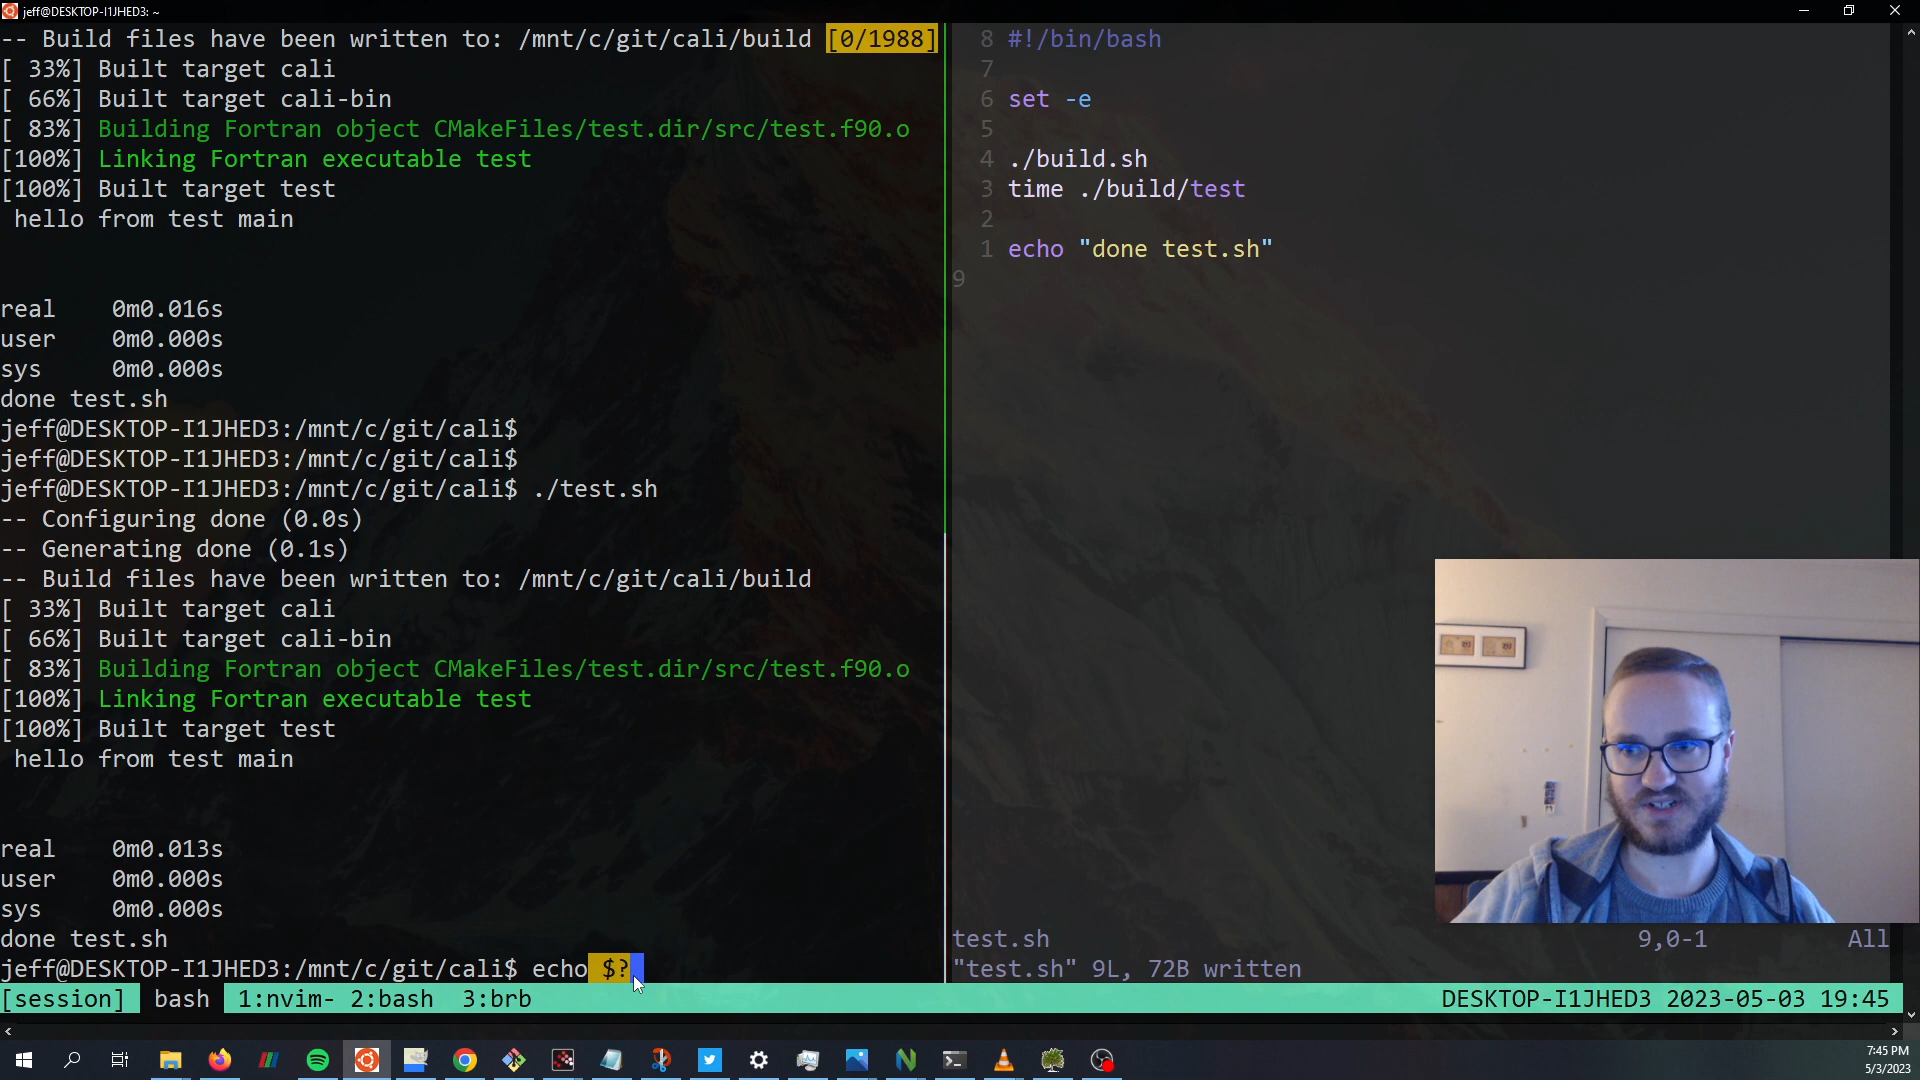 jeff@DESKTOP-I1JHED3: ~
-- Build files have been written to: /mnt/c/git/cali/build [0/1988]
[ 33%] Built target cali
[ 66%] Built target cali-bin
[ 83%] Building Fortran object CMakeFiles/test.dir/src/test.f90.o
[100%] Linking Fortran executable test
[100%] Built target test
hello from test main
real    0m0.016s
user    0m0.000s
sys     0m0.000s
done test.sh
jeff@DESKTOP-I1JHED3:/mnt/c/git/cali$
jeff@DESKTOP-I1JHED3:/mnt/c/git/cali$
jeff@DESKTOP-I1JHED3:/mnt/c/git/cali$ ./test.sh
-- Configuring done (0.0s)
-- Generating done (0.1s)
-- Build files have been written to: /mnt/c/git/cali/build
[ 33%] Built target cali
[ 66%] Built target cali-bin
[ 83%] Building Fortran object CMakeFiles/test.dir/src/test.f90.o
[100%] Linking Fortran executable test
[100%] Built target test
hello from test main
real    0m0.013s
user    0m0.000s
sys     0m0.000s
done test.sh
jeff@DESKTOP-I1JHED3:/mnt/c/git/cali$ echo $?
8 #!/bin/bash
7
6 set -e
5
4 ./build.sh
3 time ./build/test
2
1 echo "done test.sh"
9
test.sh 9,0-1 All
"test.sh" 9L, 72B written
[session] bash 1:nvim- 2:bash 3:brb DESKTOP-I1JHED3 2023-05-03 19:45
7:45 PM
5/3/2023